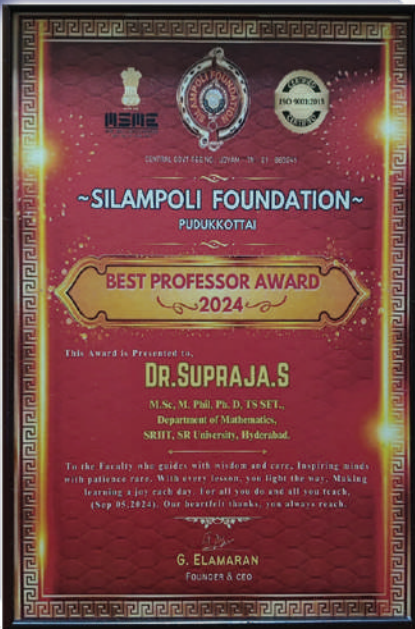 SILAMPOLI FOUNDATION
CERTIFIED
ISO 9001:2015
CERTIFIED
MSME
~SILAMPOLI FOUNDATION~
PUDUKKOTTAI
BEST PROFESSOR AWARD
2024
This Award is Presented to,
DR.SUPRAJA.S
M.Sc, M. Phil, Ph. D, TS SET.,
Department of Mathematics,
SRHT, SR University, Hyderabad.
To the Faculty who guides with wisdom and care, Inspiring minds
with patience rare. With every lesson, you light the way, Making
learning a joy each day. For all you do and all you teach,
(Sep 05,2024). Our heartfelt thanks, you always reach.
G. ELAMARAN
FOUNDER & CEO